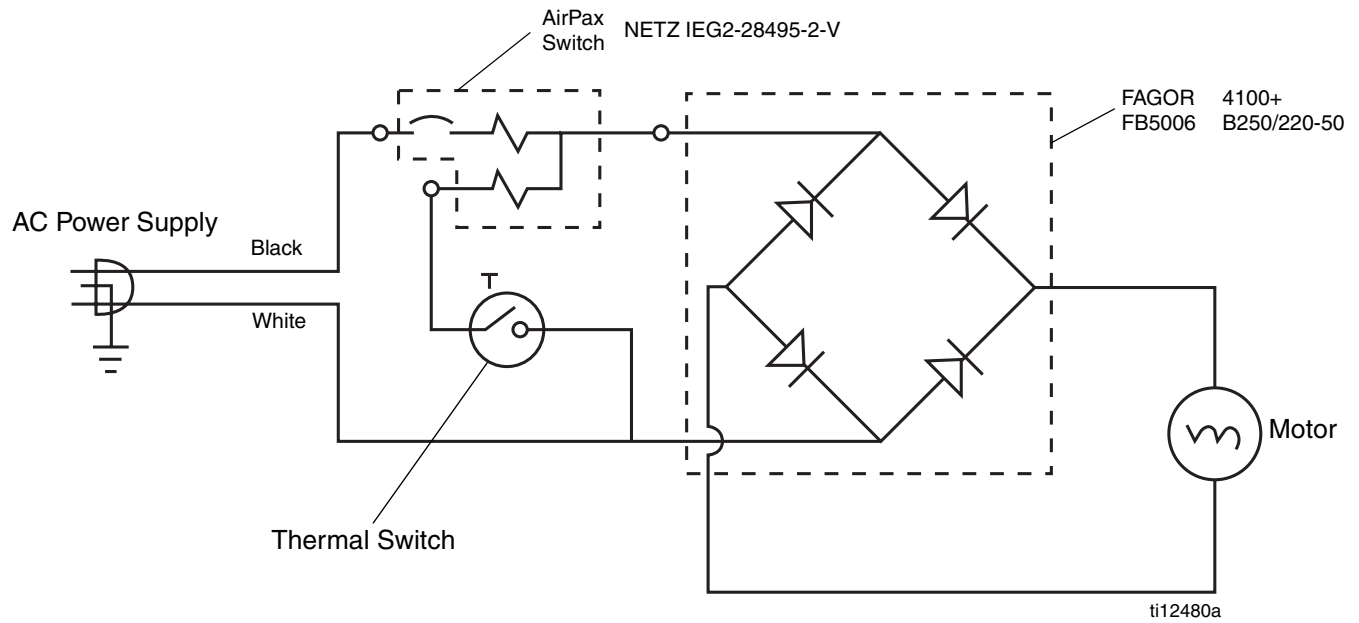 AirPax
Switch
NETZ IEG2-28495-2-V
FAGOR 4100+
FB5006 B250/220-50
AC Power Supply
Black
T
White
Motor
Thermal Switch
ti12480a